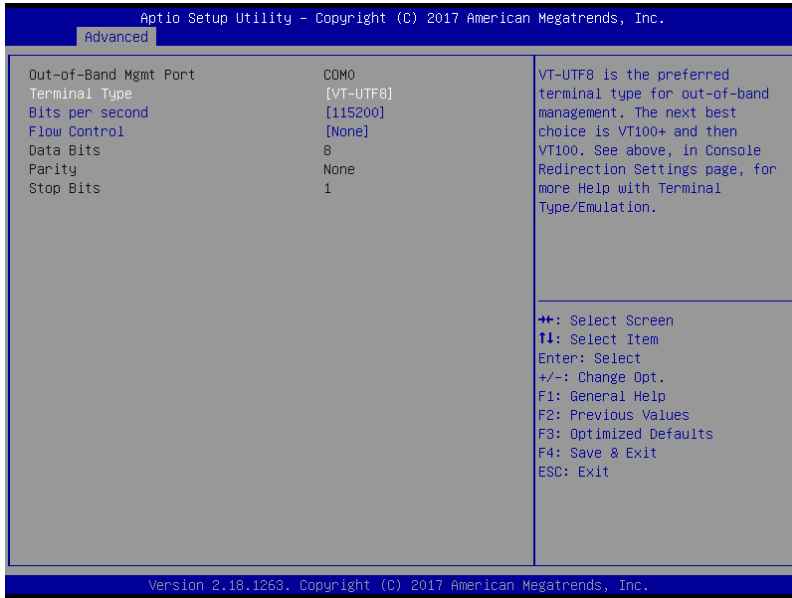 Aptio Setup Utility – Copyright (C) 2017 American Megatrends, Inc.
Advanced
Out-of-Band Mgmt Port COM0
Terminal Type [VT-UTF8]
Bits per second [115200]
Flow Control [None]
Data Bits 8
Parity None
Stop Bits 1
VT-UTF8 is the preferred
terminal type for out-of-band
management. The next best
choice is VT100+ and then
VT100. See above, in Console
Redirection Settings page, for
more Help with Terminal
Type/Emulation.
→←: Select Screen
↑↓: Select Item
Enter: Select
+/-: Change Opt.
F1: General Help
F2: Previous Values
F3: Optimized Defaults
F4: Save & Exit
ESC: Exit
Version 2.18.1263. Copyright (C) 2017 American Megatrends, Inc.